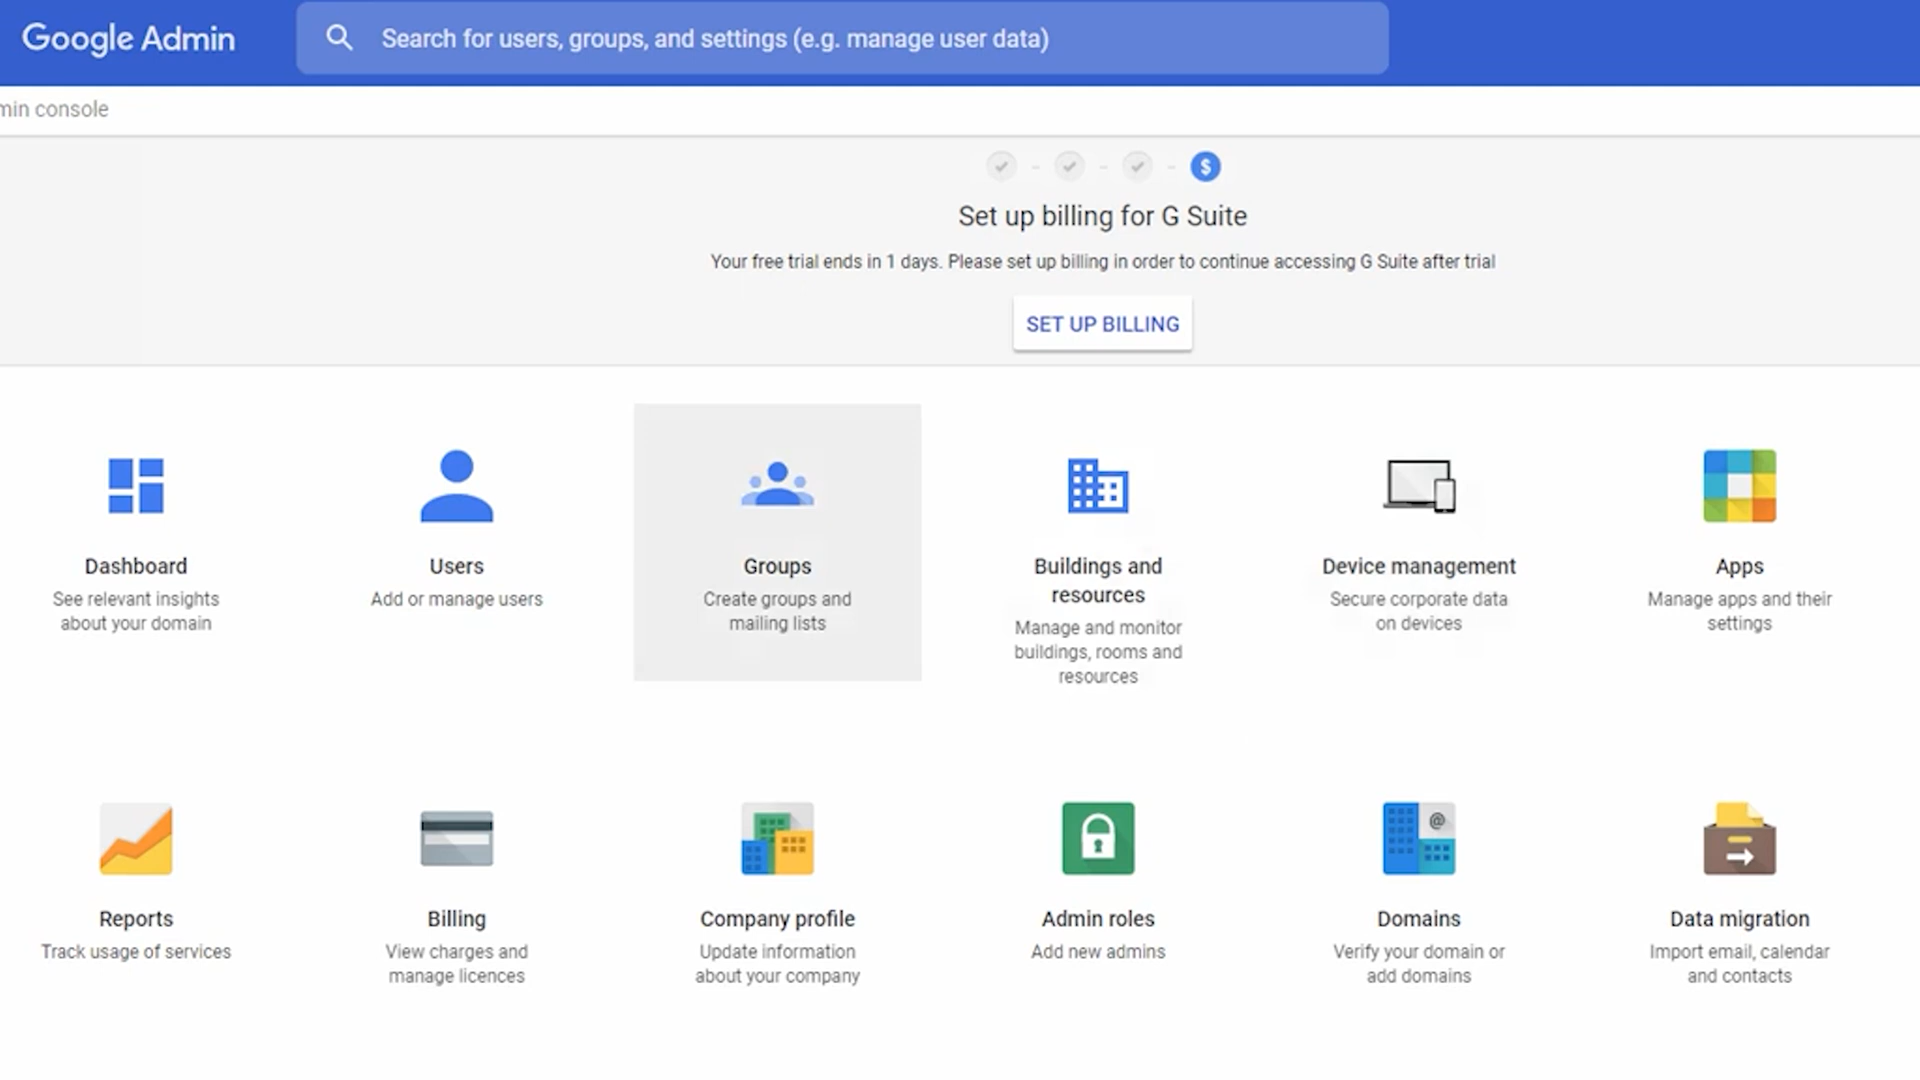 Google Admin
Search for users, groups, and settings (e.g. manage user data)
min console
$
Set up billing for G Suite
Your free trial ends in 1 days. Please set up billing in order to continue accessing G Suite after trial
SET UP BILLING
Dashboard
See relevant insights
about your domain
Users
Add or manage users
Groups
Create groups and
mailing lists
Buildings and
resources
Manage and monitor
buildings, rooms and
resources
Device management
Secure corporate data
on devices
Apps
Manage apps and their
settings
Reports
Track usage of services
Billing
View charges and
manage licences
Company profile
Update information
about your company
Admin roles
Add new admins
@
Domains
Verify your domain or
add domains
Data migration
Import email, calendar
and contacts